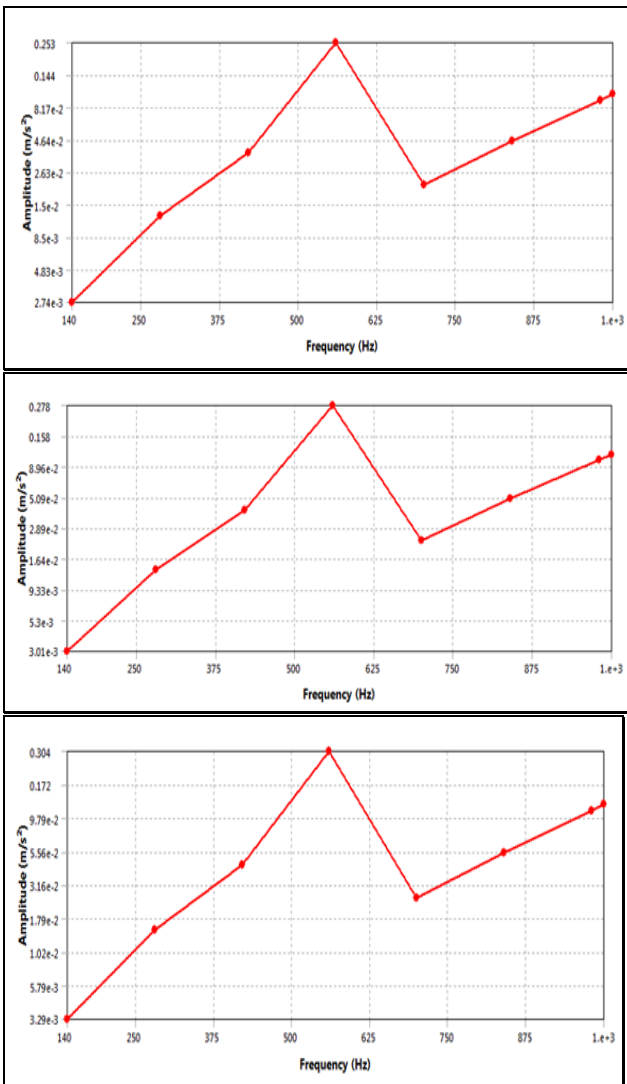 Amplitude (m/s²)
0.253
0.144
8.17e-2
4.64e-2
2.63e-2
1.5e-2
8.5e-3
4.83e-3
2.74e-3
140 250 375 500 625 750 875 1.e+3
Frequency (Hz)
Amplitude (m/s²)
0.278
0.158
8.96e-2
5.09e-2
2.89e-2
1.64e-2
9.33e-3
5.3e-3
3.01e-3
140 250 375 500 625 750 875 1.e+3
Frequency (Hz)
Amplitude (m/s²)
0.304
0.172
9.79e-2
5.56e-2
3.16e-2
1.79e-2
1.02e-2
5.79e-3
3.29e-3
140 250 375 500 625 750 875 1.e+3
Frequency (Hz)